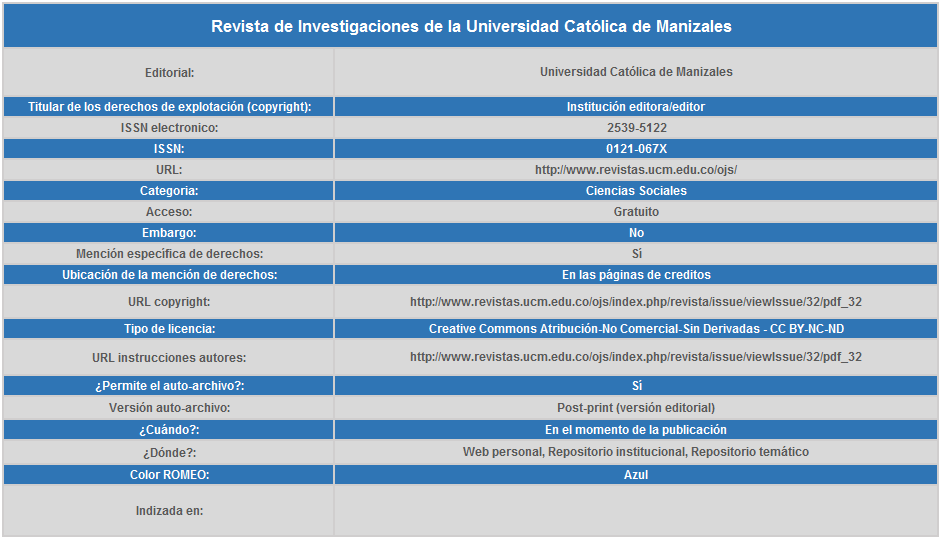 Revista de Investigaciones de la Universidad Católica de Manizales
Editorial: Universidad Católica de Manizales
Titular de los derechos de explotación (copyright): Institución editora/editor
ISSN electronico: 2539-5122
ISSN: 0121-067X
URL: http://www.revistas.ucm.edu.co/ojs/
Categoria: Ciencias Sociales
Acceso: Gratuito
Embargo: No
Mención específica de derechos: Sí
Ubicación de la mención de derechos: En las páginas de creditos
URL copyright: http://www.revistas.ucm.edu.co/ojs/index.php/revista/issue/viewIssue/32/pdf_32
Tipo de licencia: Creative Commons Atribución-No Comercial-Sin Derivadas - CC BY-NC-ND
URL instrucciones autores: http://www.revistas.ucm.edu.co/ojs/index.php/revista/issue/viewIssue/32/pdf_32
¿Permite el auto-archivo?: Sì
Versión auto-archivo: Post-print (versión editorial)
¿Cuándo?: En el momento de la publicación
¿Dónde?: Web personal, Repositorio institucional, Repositorio temático
Color ROMEO: Azul
Indizada en: